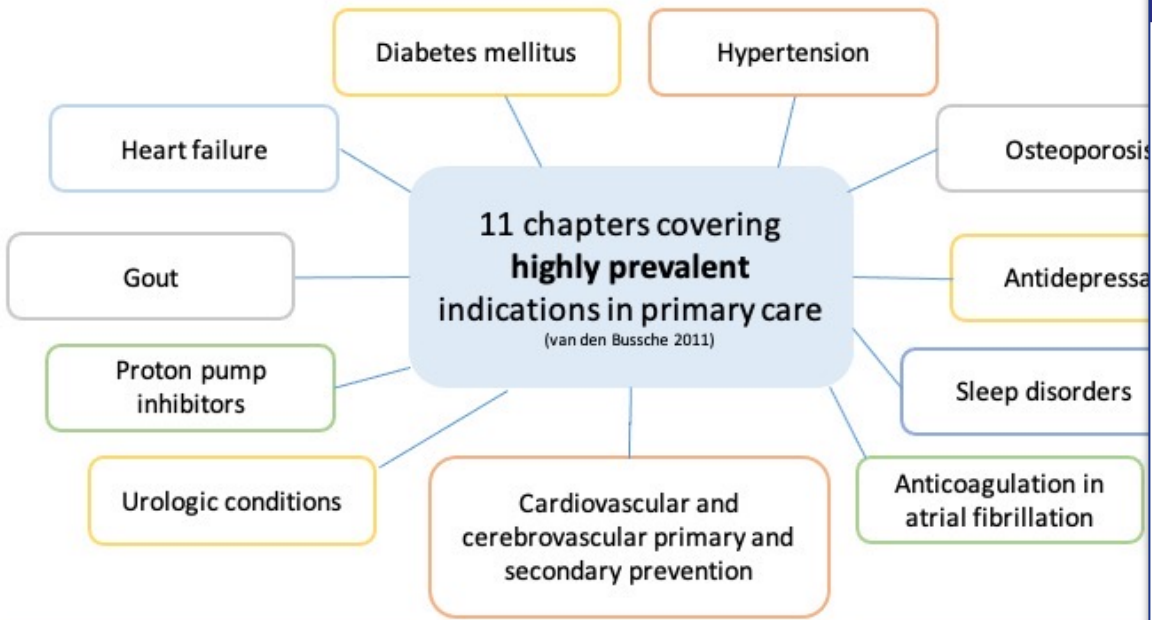 Diabetes mellitus
Hypertension
Heart failure
Osteoporosis
11 chapters covering
highly prevalent
indications in primary care
(van den Bussche 2011)
Gout
Antidepressa
Proton pump
inhibitors
Sleep disorders
Urologic conditions
Cardiovascular and
cerebrovascular primary and
secondary prevention
Anticoagulation in
atrial fibrillation